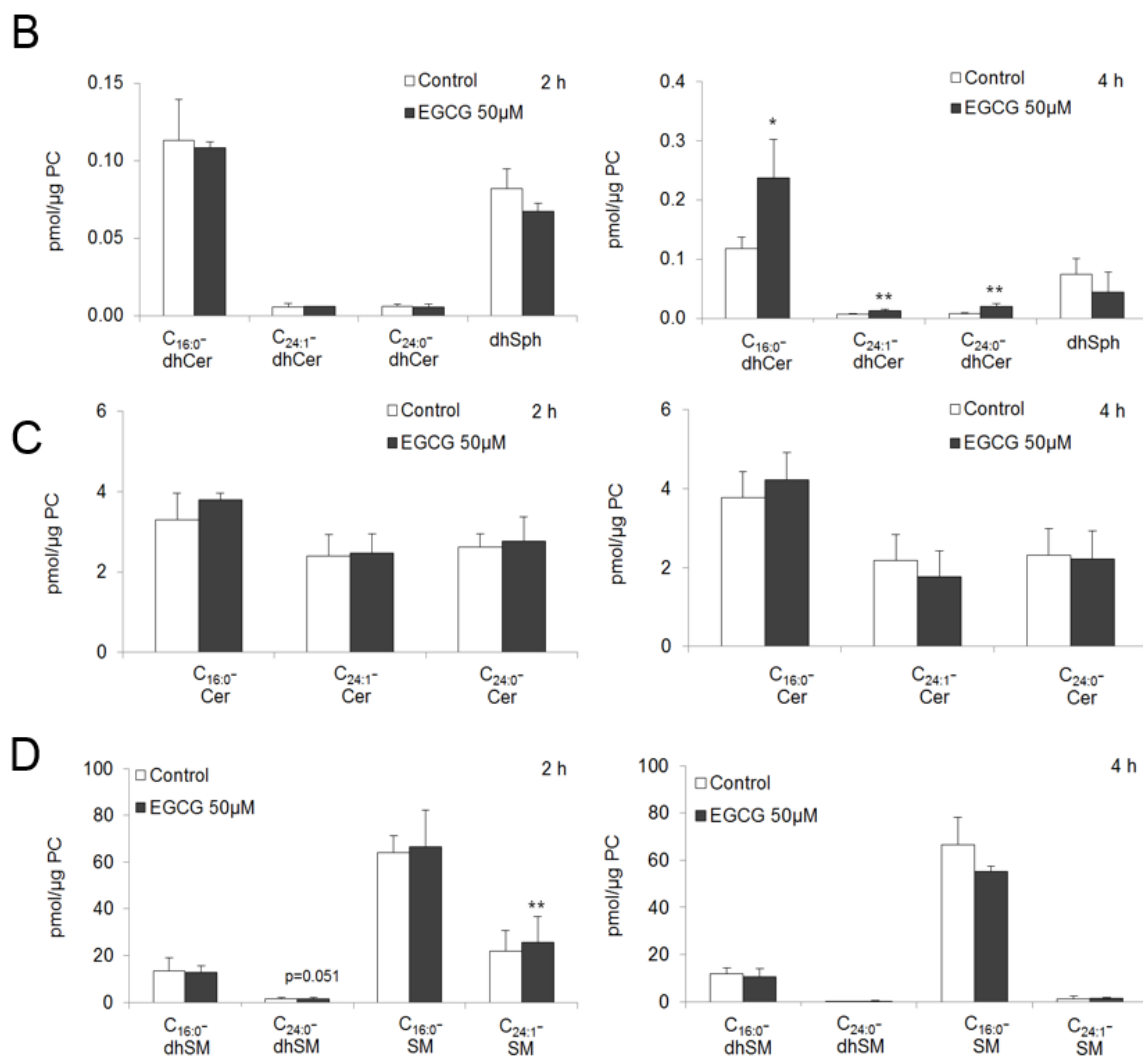 B
Control
EGCG 50µM
2 h
pmol/µg PC
0.15
0.10
0.05
0.00
C16:0- dhCer
C24:1- dhCer
C24:0- dhCer
dhSph
Control
EGCG 50µM
4 h
pmol/µg PC
0.4
0.3
0.2
0.1
0.0
*
**
**
C16:0- dhCer
C24:1- dhCer
C24:0- dhCer
dhSph
C
Control
EGCG 50µM
2 h
pmol/µg PC
6
4
2
0
C16:0- Cer
C24:1- Cer
C24:0- Cer
Control
EGCG 50µM
4 h
pmol/µg PC
6
4
2
0
C16:0- Cer
C24:1- Cer
C24:0- Cer
D
Control
EGCG 50µM
2 h
pmol/µg PC
100
80
60
40
20
0
p=0.051
**
C16:0- dhSM
C24:0- dhSM
C16:0- SM
C24:1- SM
Control
EGCG 50µM
4 h
pmol/µg PC
100
80
60
40
20
0
C16:0- dhSM
C24:0- dhSM
C16:0- SM
C24:1- SM